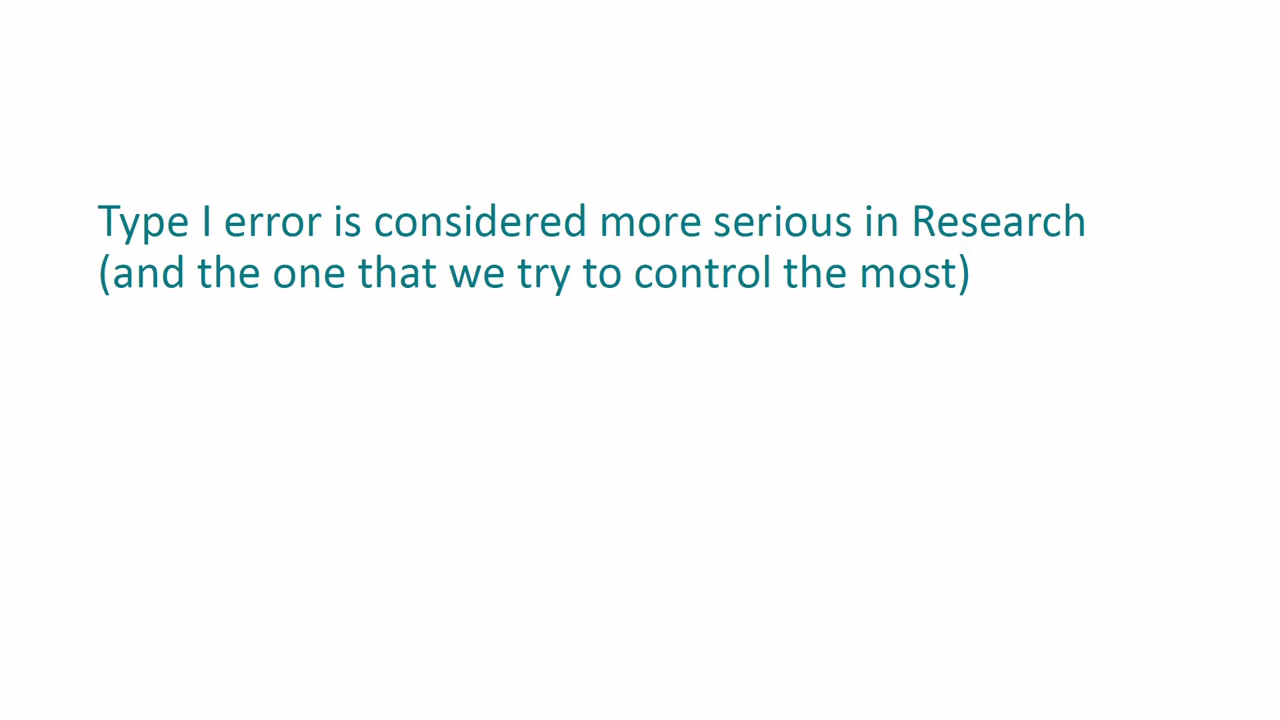 Type I error is considered more serious in Research
(and the one that we try to control the most)